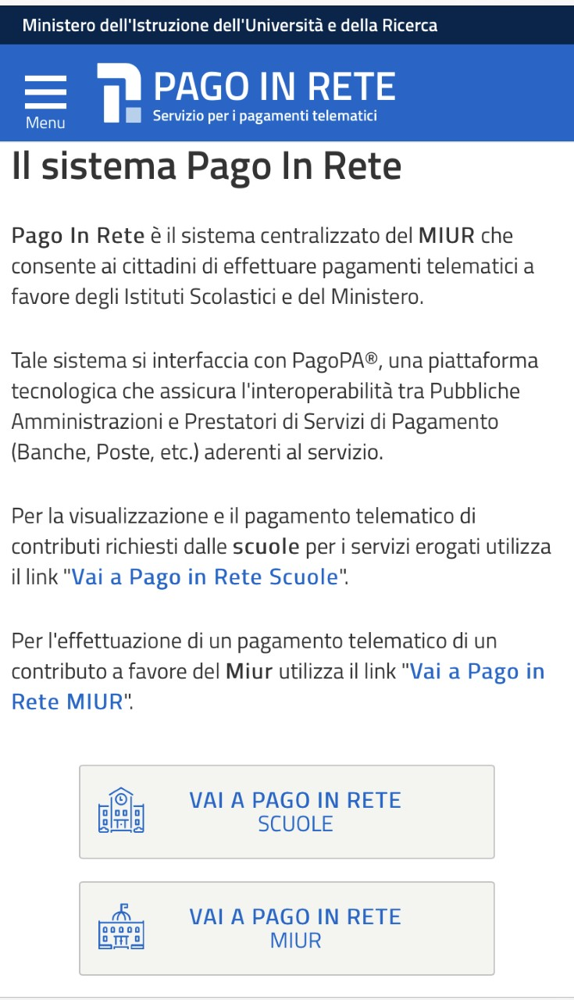 Ministero dell'Istruzione dell'Università e della Ricerca
Menu
PAGO IN RETE
Servizio per i pagamenti telematici
Il sistema Pago In Rete
Pago In Rete è il sistema centralizzato del MIUR che
consente ai cittadini di effettuare pagamenti telematici a
favore degli Istituti Scolastici e del Ministero.
Tale sistema si interfaccia con PagoPA®, una piattaforma
tecnologica che assicura l'interoperabilità tra Pubbliche
Amministrazioni e Prestatori di Servizi di Pagamento
(Banche, Poste, etc.) aderenti al servizio.
Per la visualizzazione e il pagamento telematico di
contributi richiesti dalle scuole per i servizi erogati utilizza
il link "Vai a Pago in Rete Scuole".
Per l'effettuazione di un pagamento telematico di un
contributo a favore del Miur utilizza il link "Vai a Pago in
Rete MIUR".
VAI A PAGO IN RETE
SCUOLE
VAI A PAGO IN RETE
MIUR